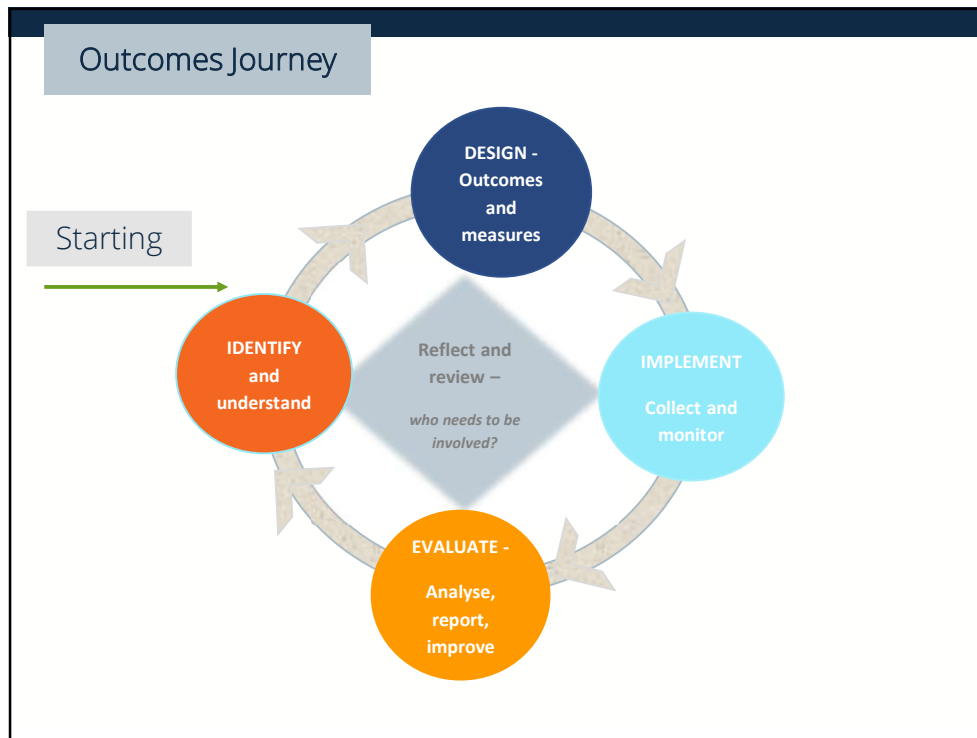 Outcomes Journey
Starting
DESIGN -
Outcomes
and
measures
IDENTIFY
and
understand
Reflect and
review –
who needs to be
involved?
IMPLEMENT
Collect and
monitor
EVALUATE -
Analyse,
report,
improve